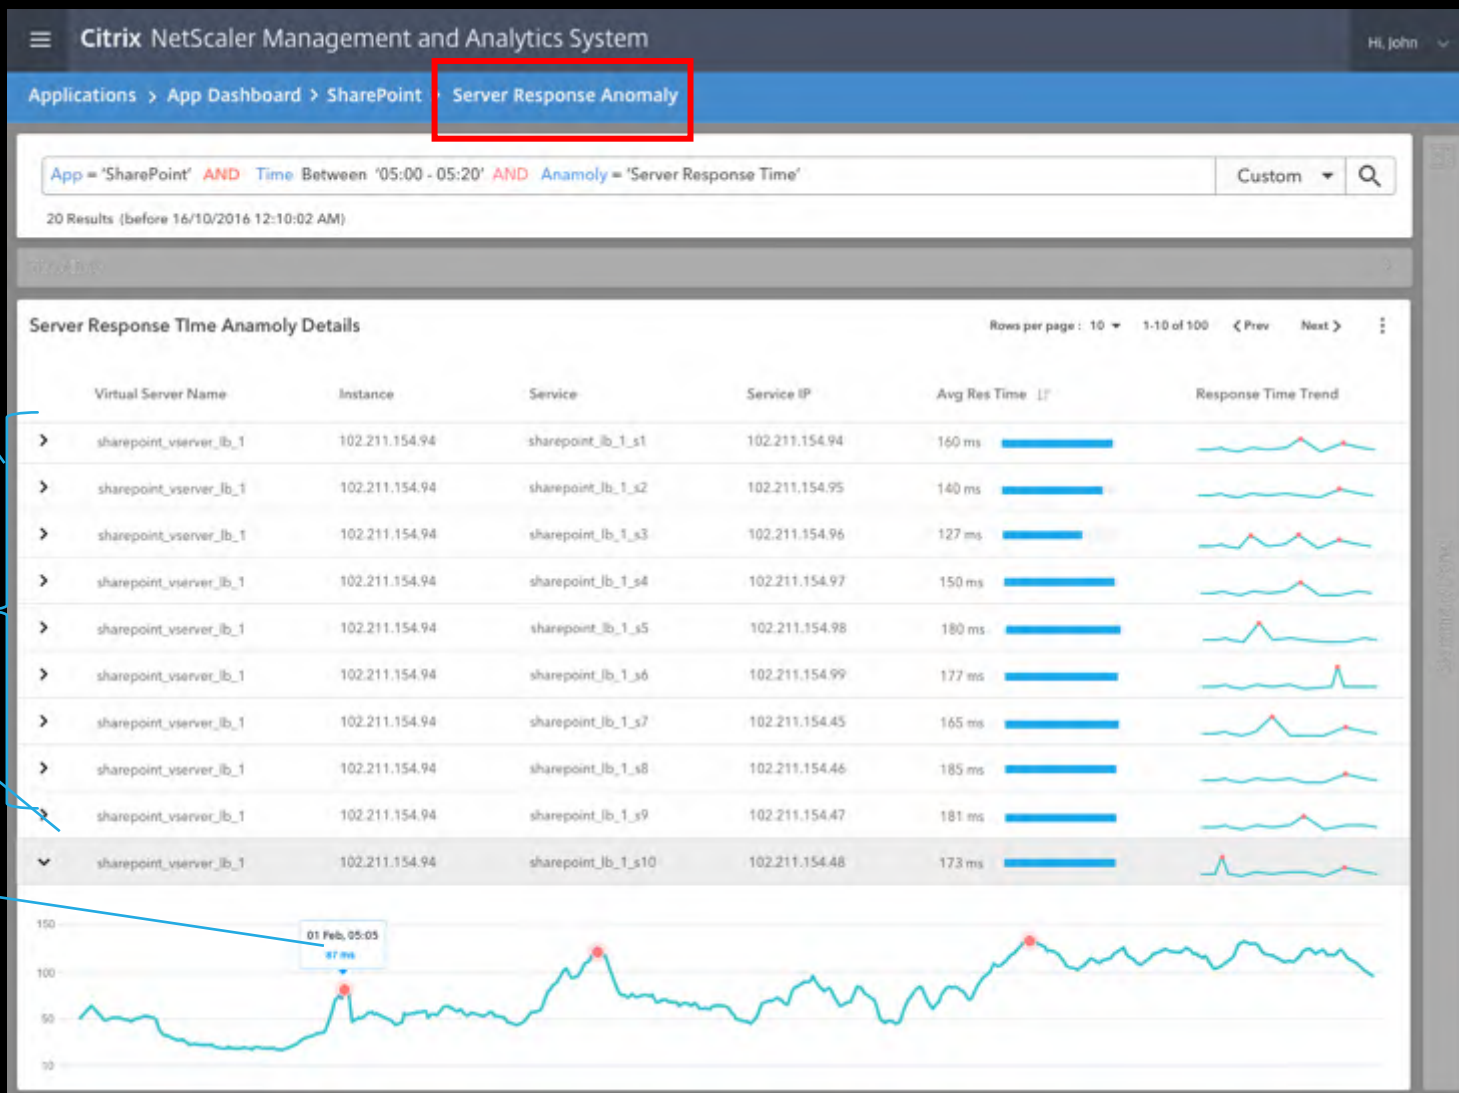 Citrix NetScaler Management and Analytics System
Hi, John
Applications > App Dashboard > SharePoint > Server Response Anomaly
App = 'SharePoint' AND Time Between '05:00 - 05:20' AND Anamoly = 'Server Response Time'
Custom
20 Results (before 16/10/2016 12:10:02 AM)
Server Response TIme Anamoly Details
Rows per page : 10 1-10 of 100 Prev Next
Virtual Server Name Instance Service Service IP Avg Res Time Response Time Trend
sharepoint_vserver_lb_1 102.211.154.94 sharepoint_lb_1_s1 102.211.154.94 160 ms
sharepoint_vserver_lb_1 102.211.154.94 sharepoint_lb_1_s2 102.211.154.95 140 ms
sharepoint_vserver_lb_1 102.211.154.94 sharepoint_lb_1_s3 102.211.154.96 127 ms
sharepoint_vserver_lb_1 102.211.154.94 sharepoint_lb_1_s4 102.211.154.97 150 ms
sharepoint_vserver_lb_1 102.211.154.94 sharepoint_lb_1_s5 102.211.154.98 180 ms
sharepoint_vserver_lb_1 102.211.154.94 sharepoint_lb_1_s6 102.211.154.99 177 ms
sharepoint_vserver_lb_1 102.211.154.94 sharepoint_lb_1_s7 102.211.154.45 165 ms
sharepoint_vserver_lb_1 102.211.154.94 sharepoint_lb_1_s8 102.211.154.46 185 ms
sharepoint_vserver_lb_1 102.211.154.94 sharepoint_lb_1_s9 102.211.154.47 181 ms
sharepoint_vserver_lb_1 102.211.154.94 sharepoint_lb_1_s10 102.211.154.48 173 ms
150
01 Feb, 05:05
87 ms
100
50
10